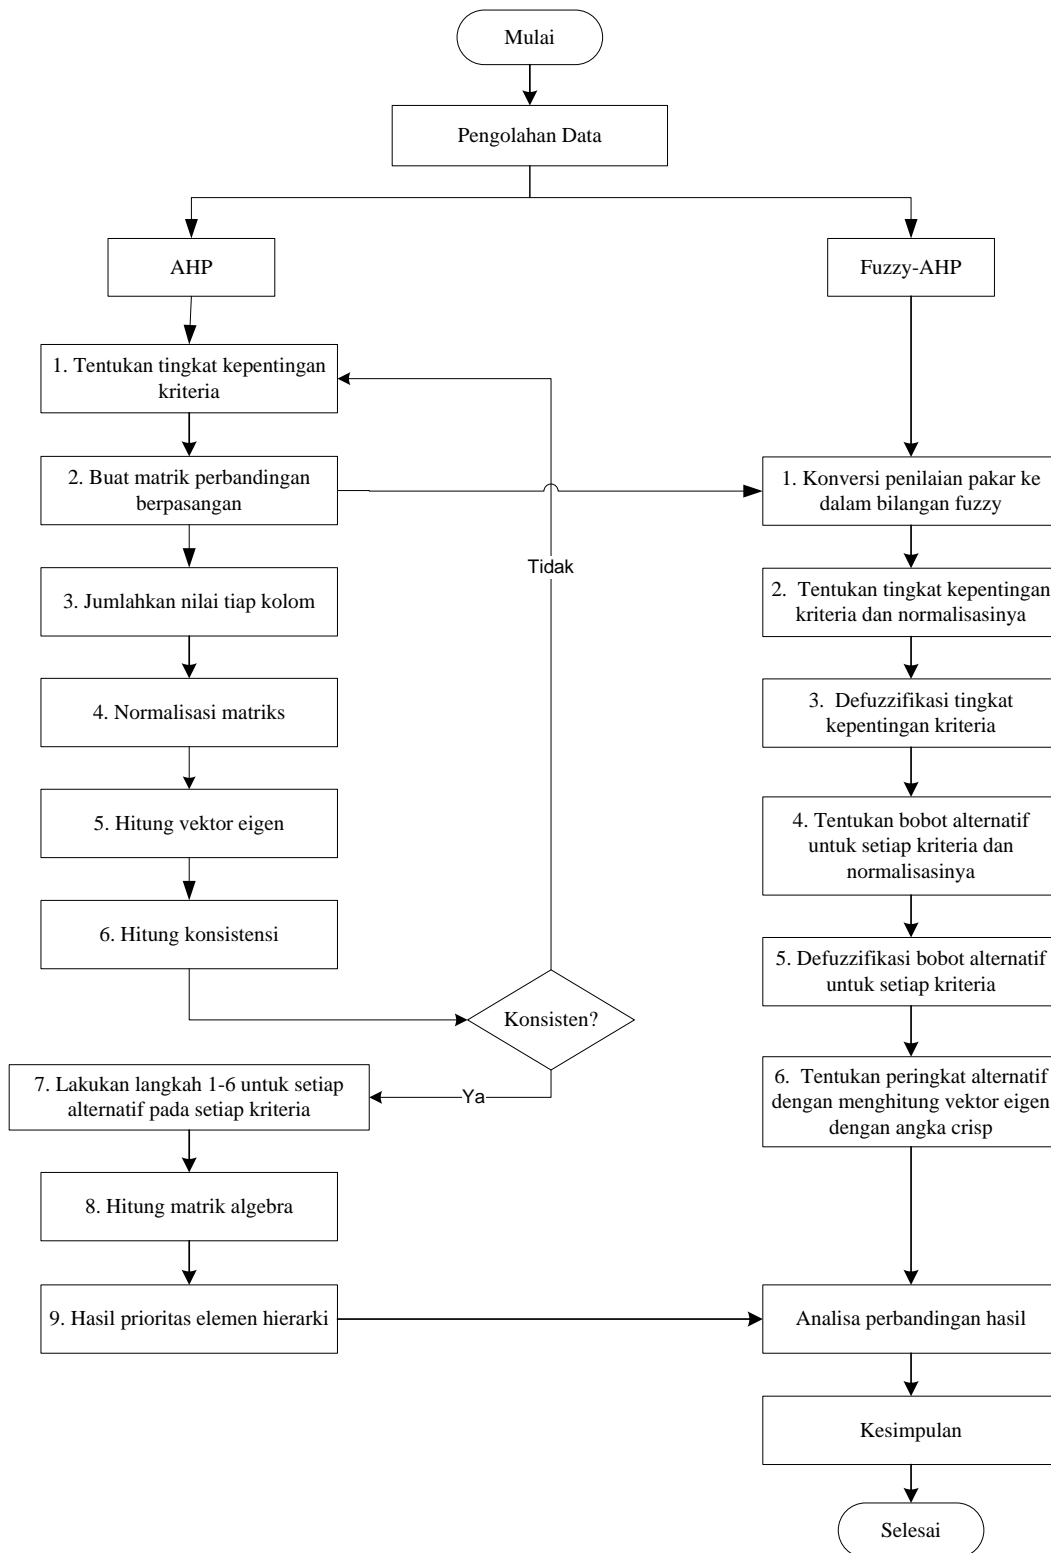 Mulai
Pengolahan Data
AHP
Fuzzy-AHP
1. Tentukan tingkat kepentingan
kriteria
2. Buat matrik perbandingan
berpasangan
1. Konversi penilaian pakar ke
dalam bilangan fuzzy
Tidak
3. Jumlahkan nilai tiap kolom
2. Tentukan tingkat kepentingan
kriteria dan normalisasinya
4. Normalisasi matriks
3. Defuzzifikasi tingkat
kepentingan kriteria
5. Hitung vektor eigen
4. Tentukan bobot alternatif
untuk setiap kriteria dan
normalisasinya
6. Hitung konsistensi
5. Defuzzifikasi bobot alternatif
untuk setiap kriteria
Konsisten?
7. Lakukan langkah 1-6 untuk setiap
alternatif pada setiap kriteria
Ya
6. Tentukan peringkat alternatif
dengan menghitung vektor eigen
dengan angka crisp
8. Hitung matrik algebra
9. Hasil prioritas elemen hierarki
Analisa perbandingan hasil
Kesimpulan
Selesai